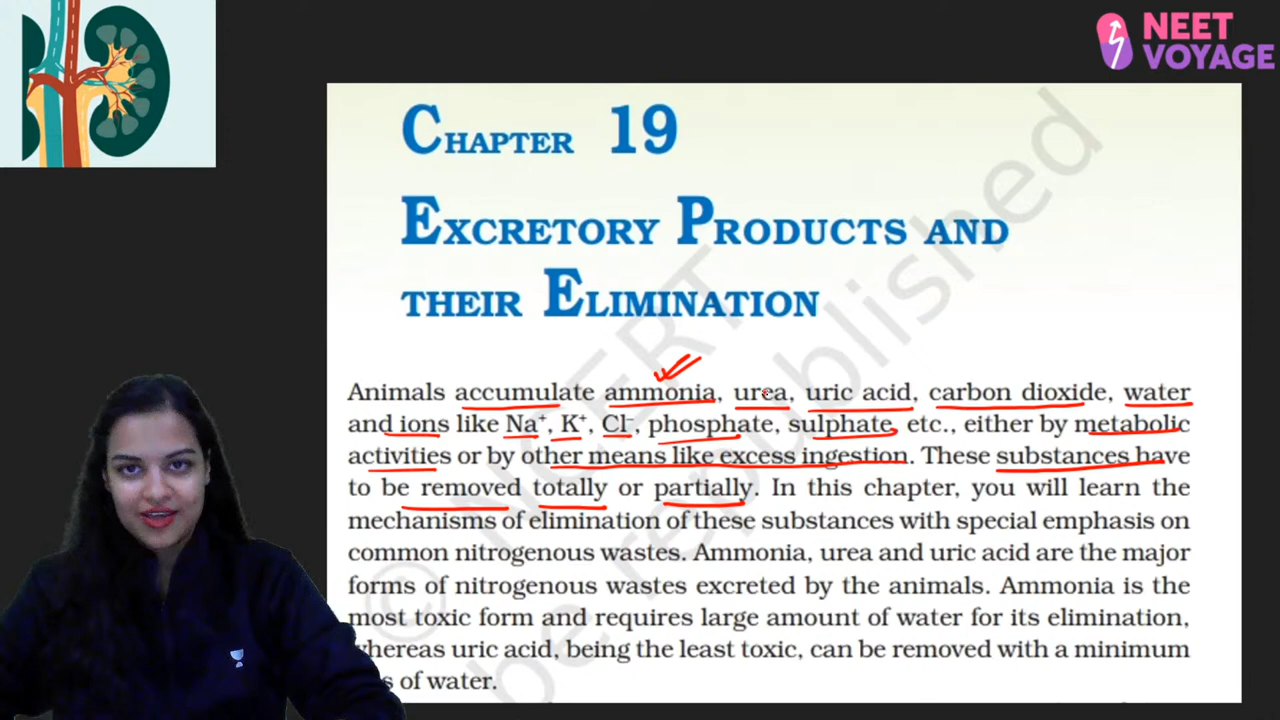 NEET
VOYAGE
CHAPTER 19
EXCRETORY PRODUCTS AND
THEIR ELIMINATION
Animals accumulate ammonia, urea, uric acid, carbon dioxide, water
and ions like Na⁺, K⁺, Cl⁻, phosphate, sulphate, etc., either by metabolic
activities or by other means like excess ingestion. These substances have
to be removed totally or partially. In this chapter, you will learn the
mechanisms of elimination of these substances with special emphasis on
common nitrogenous wastes. Ammonia, urea and uric acid are the major
forms of nitrogenous wastes excreted by the animals. Ammonia is the
most toxic form and requires large amount of water for its elimination,
whereas uric acid, being the least toxic, can be removed with a minimum
of water.
© NCERT
be republished